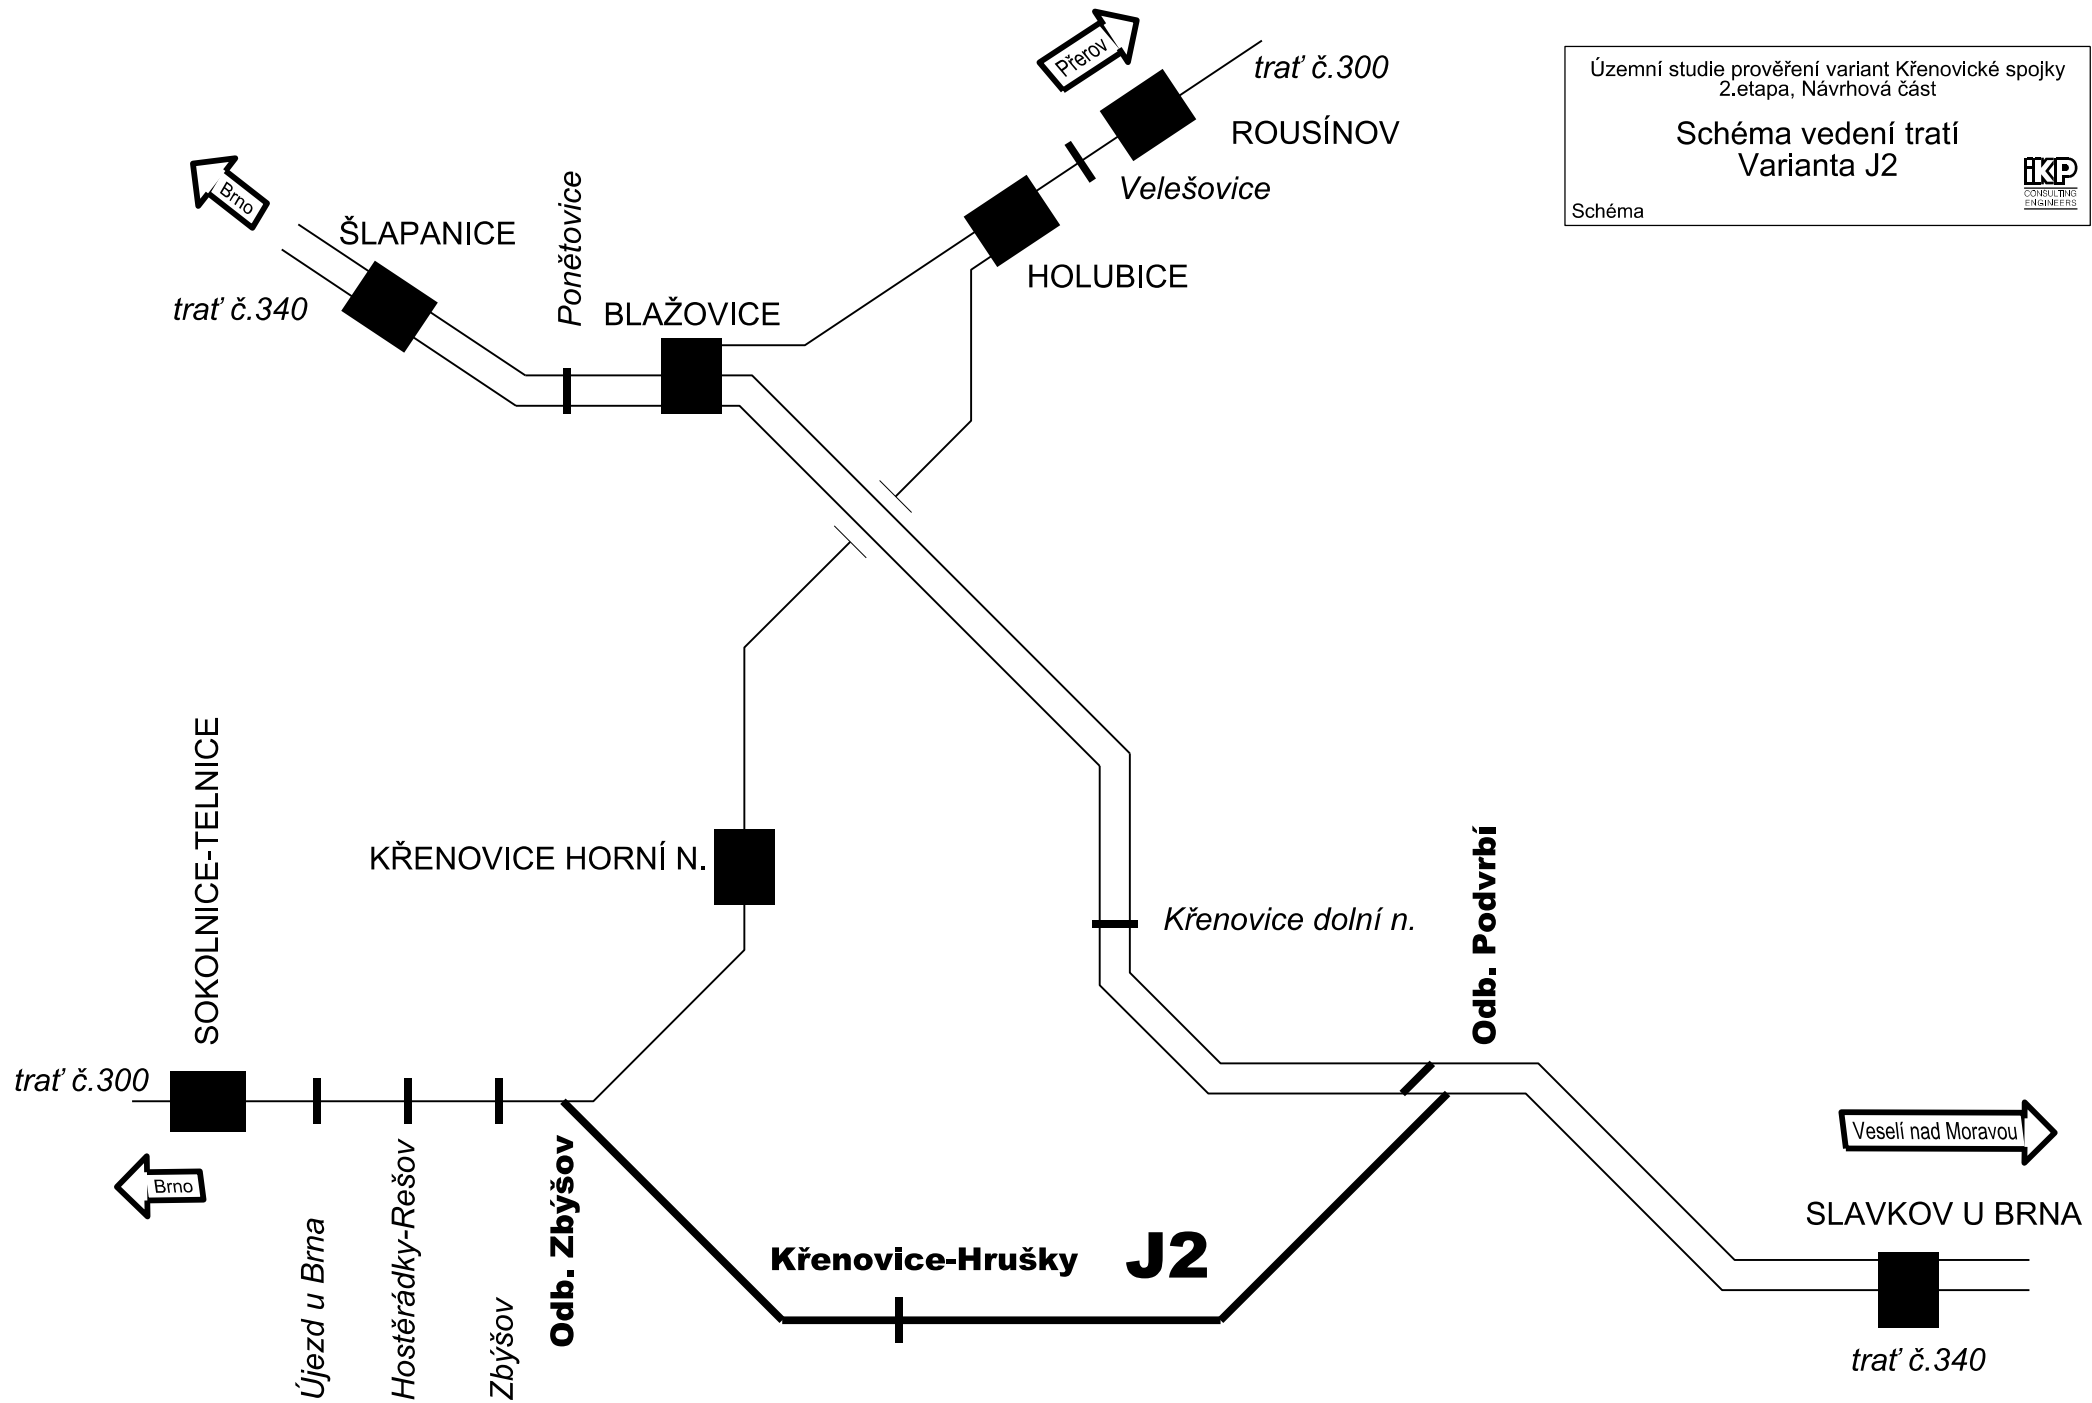 Přerov
trať č.300
ROUSÍNOV
Velešovice
HOLUBICE
Územní studie prověření variant Křenovické spojky
2.etapa, Návrhová část
Schéma vedení tratí
Varianta J2
iKP
CONSULTING
ENGINEERS
Schéma
Brno
ŠLAPANICE
trať č.340
Ponětovice
BLAŽOVICE
SOKOLNICE-TELNICE
KŘENOVICE HORNÍ N.
Křenovice dolní n.
Odb. Podvrbí
trať č.300
Brno
Újezd u Brna
Hostěrádky-Rešov
Zbýšov
Odb. Zbýšov
Křenovice-Hrušky
J2
Veselí nad Moravou
SLAVKOV U BRNA
trať č.340